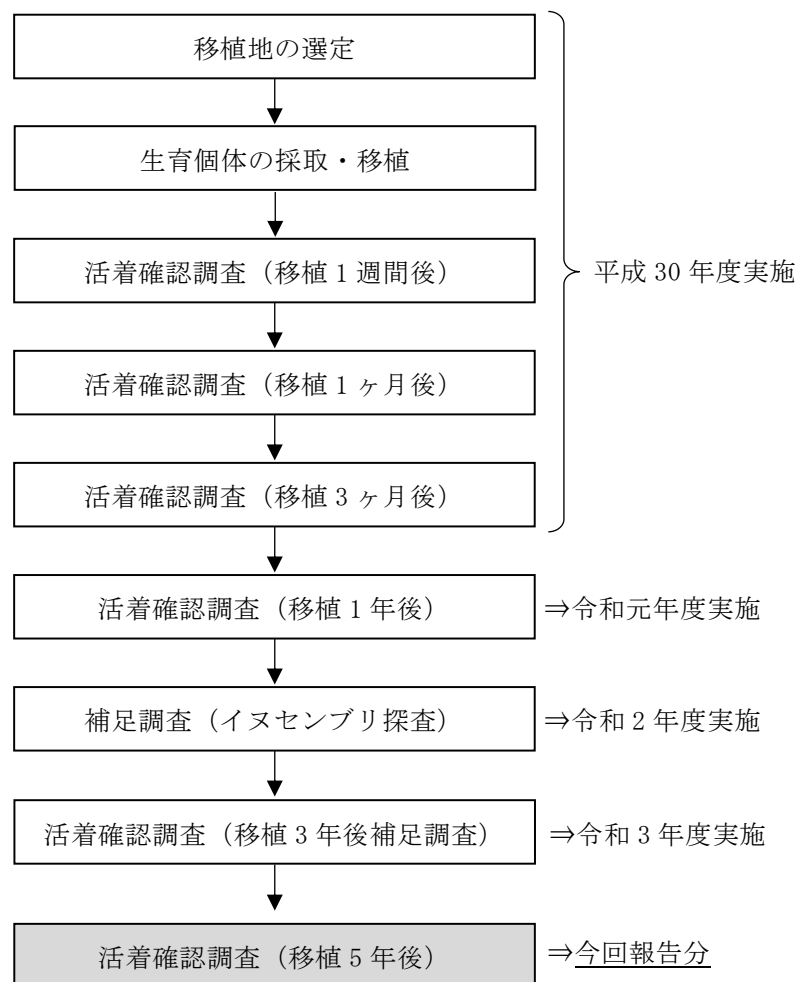 移植地の選定
生育個体の採取・移植
活着確認調査（移植1週間後）
平成30年度実施
活着確認調査（移植1ヶ月後）
活着確認調査（移植3ヶ月後）
活着確認調査（移植1年後）
⇒令和元年度実施
補足調査（イヌセンブリ探査）
⇒令和2年度実施
活着確認調査（移植3年後補足調査）
⇒令和3年度実施
活着確認調査（移植5年後）
⇒今回報告分